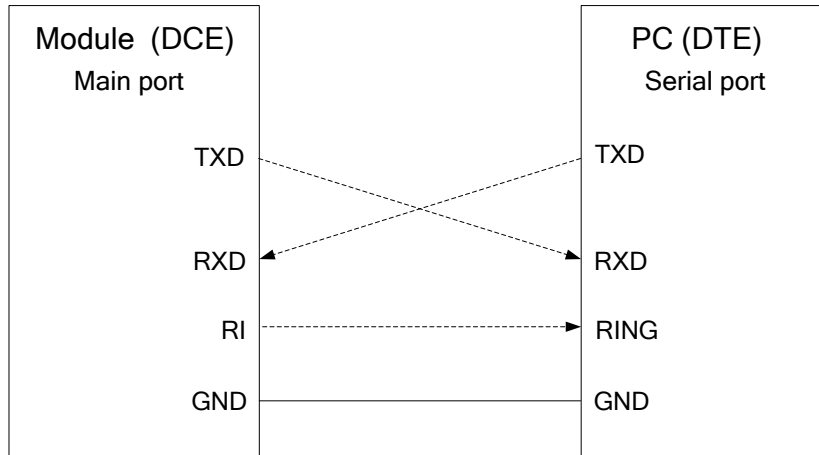 Module (DCE)
Main port
TXD
RXD
RI
GND
PC (DTE)
Serial port
TXD
RXD
RING
GND